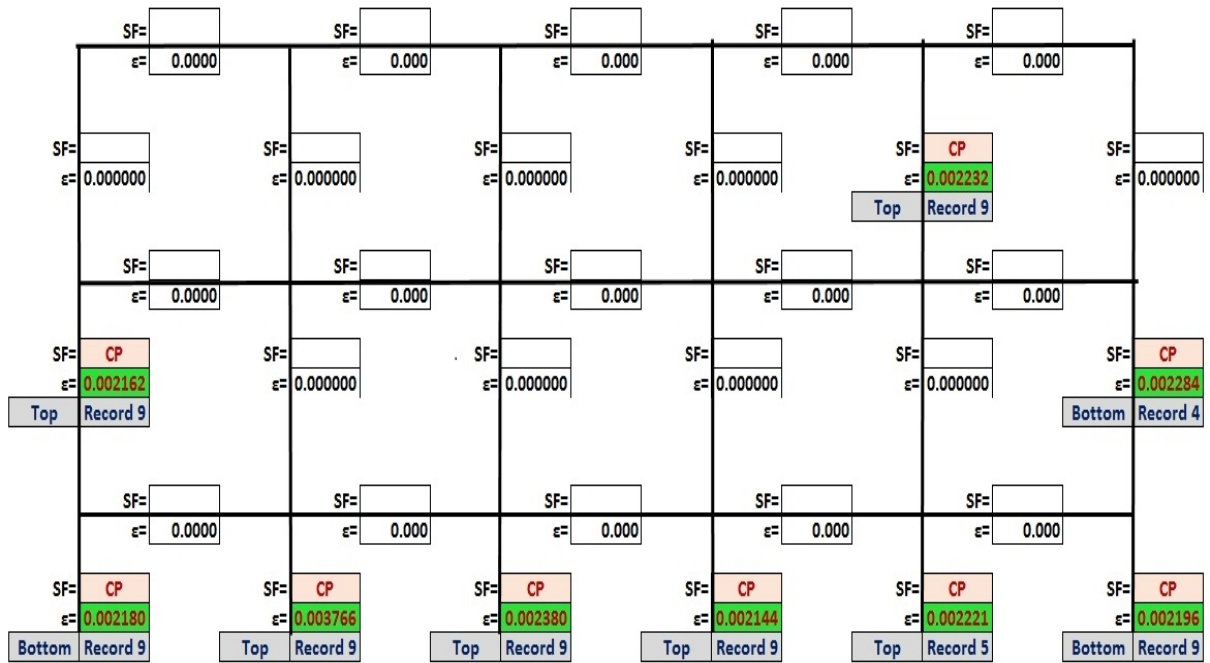 SF= SF= SF= SF= SF=
ε= 0.0000 ε= 0.000 ε= 0.000 ε= 0.000 ε= 0.000
SF= SF= SF= SF= SF= CP SF=
ε= 0.000000 ε= 0.000000 ε= 0.000000 ε= 0.000000 ε= 0.002232 ε= 0.000000
Top Record 9
SF= SF= SF= SF= SF=
ε= 0.0000 ε= 0.000 ε= 0.000 ε= 0.000 ε= 0.000
SF= CP SF= . SF= SF= SF= SF= CP
ε= 0.002162 ε= 0.000000 ε= 0.000000 ε= 0.000000 ε= 0.000000 ε= 0.002284
Top Record 9 Bottom Record 4
SF= SF= SF= SF= SF=
ε= 0.0000 ε= 0.000 ε= 0.000 ε= 0.000 ε= 0.000
SF= CP SF= CP SF= CP SF= CP SF= CP SF= CP
ε= 0.002180 ε= 0.003766 ε= 0.002380 ε= 0.002144 ε= 0.002221 ε= 0.002196
Bottom Record 9 Top Record 9 Top Record 9 Top Record 9 Top Record 5 Bottom Record 9